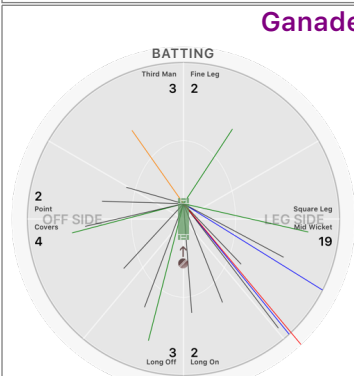 Ganade
BATTING
Third Man Fine Leg
3 2
2
Point
OFF SIDE
Covers
4
Square Leg
LEG SIDE
Mid Wicket
19
3 2
Long Off Long On